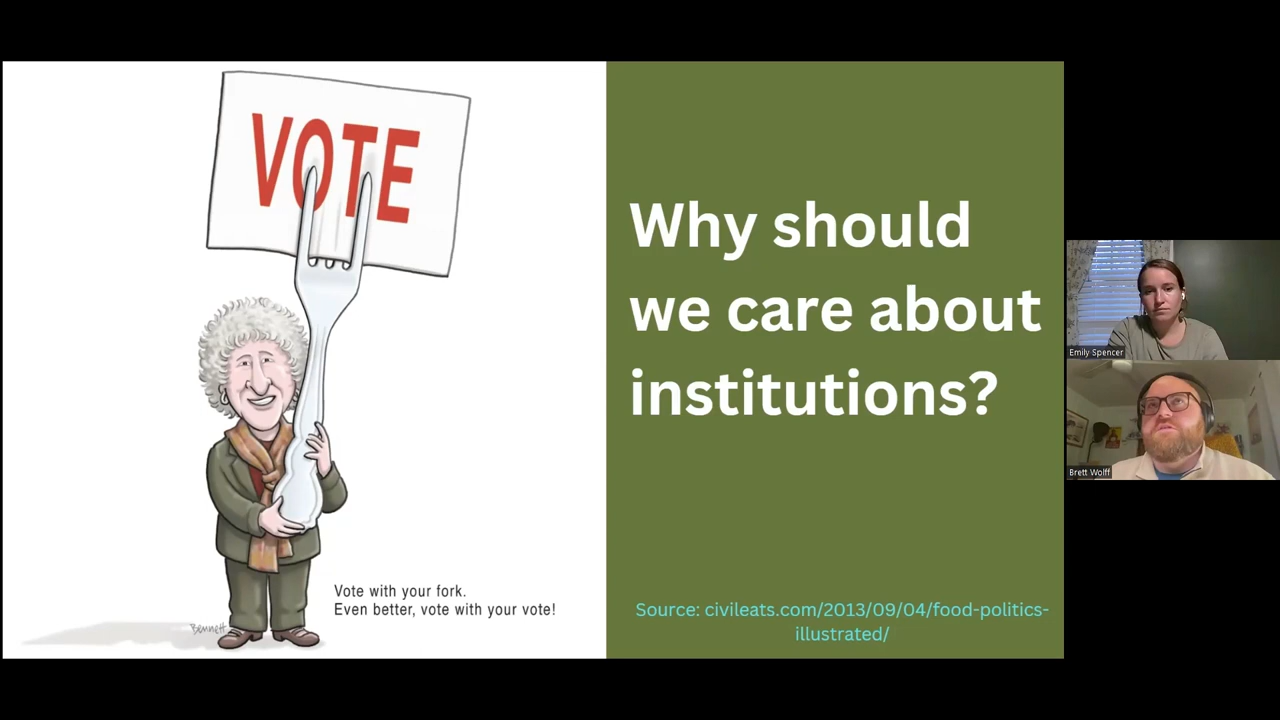 VOTE
Vote with your fork.
Even better, vote with your vote!
Bennett
Why should
we care about
institutions?
Source: civileats.com/2013/09/04/food-politics-
illustrated/
Emily Spencer
Brett Wolff